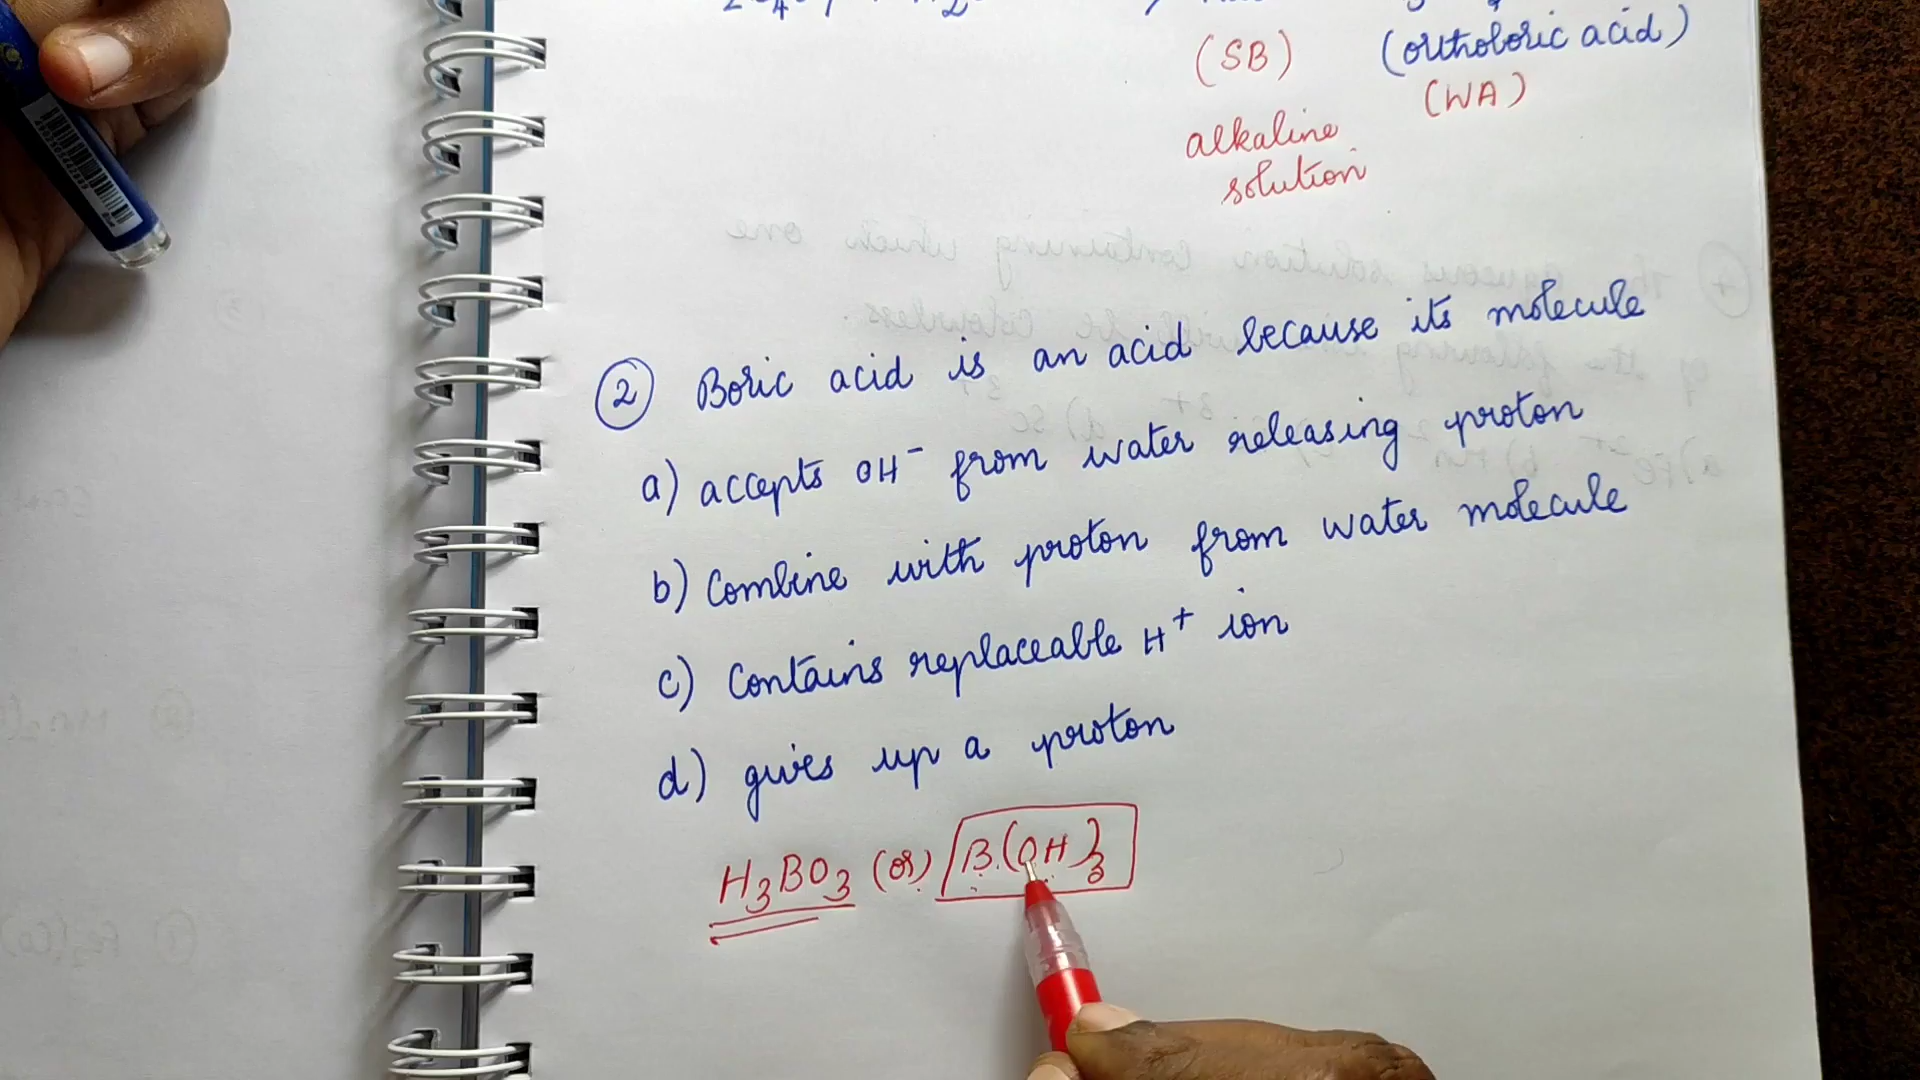 (SB) (orthoboric acid)
(WA)
alkaline
solution
② Boric acid is an acid because its molecule
a) accepts OH⁻ from water releasing proton
b) Combine with proton from water molecule
c) Contains replaceable H⁺ ion
d) gives up a proton
H₃BO₃ (or) B(OH)₃